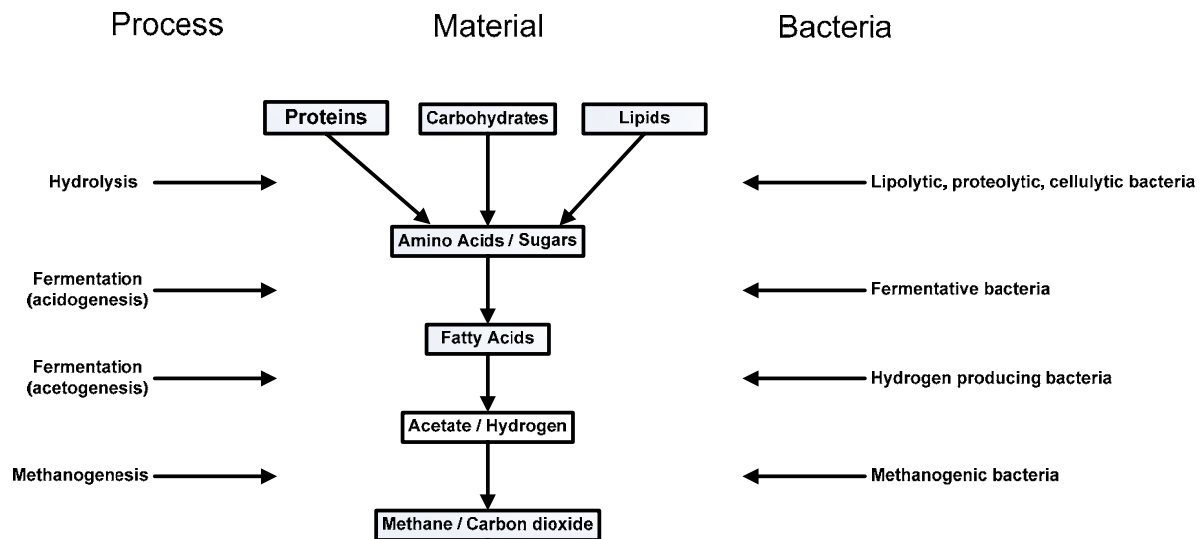 Process
Material
Bacteria
Proteins
Carbohydrates
Lipids
Hydrolysis
Lipolytic, proteolytic, cellulytic bacteria
Amino Acids / Sugars
Fermentation
(acidogenesis)
Fermentative bacteria
Fatty Acids
Fermentation
(acetogenesis)
Hydrogen producing bacteria
Acetate / Hydrogen
Methanogenesis
Methanogenic bacteria
Methane / Carbon dioxide